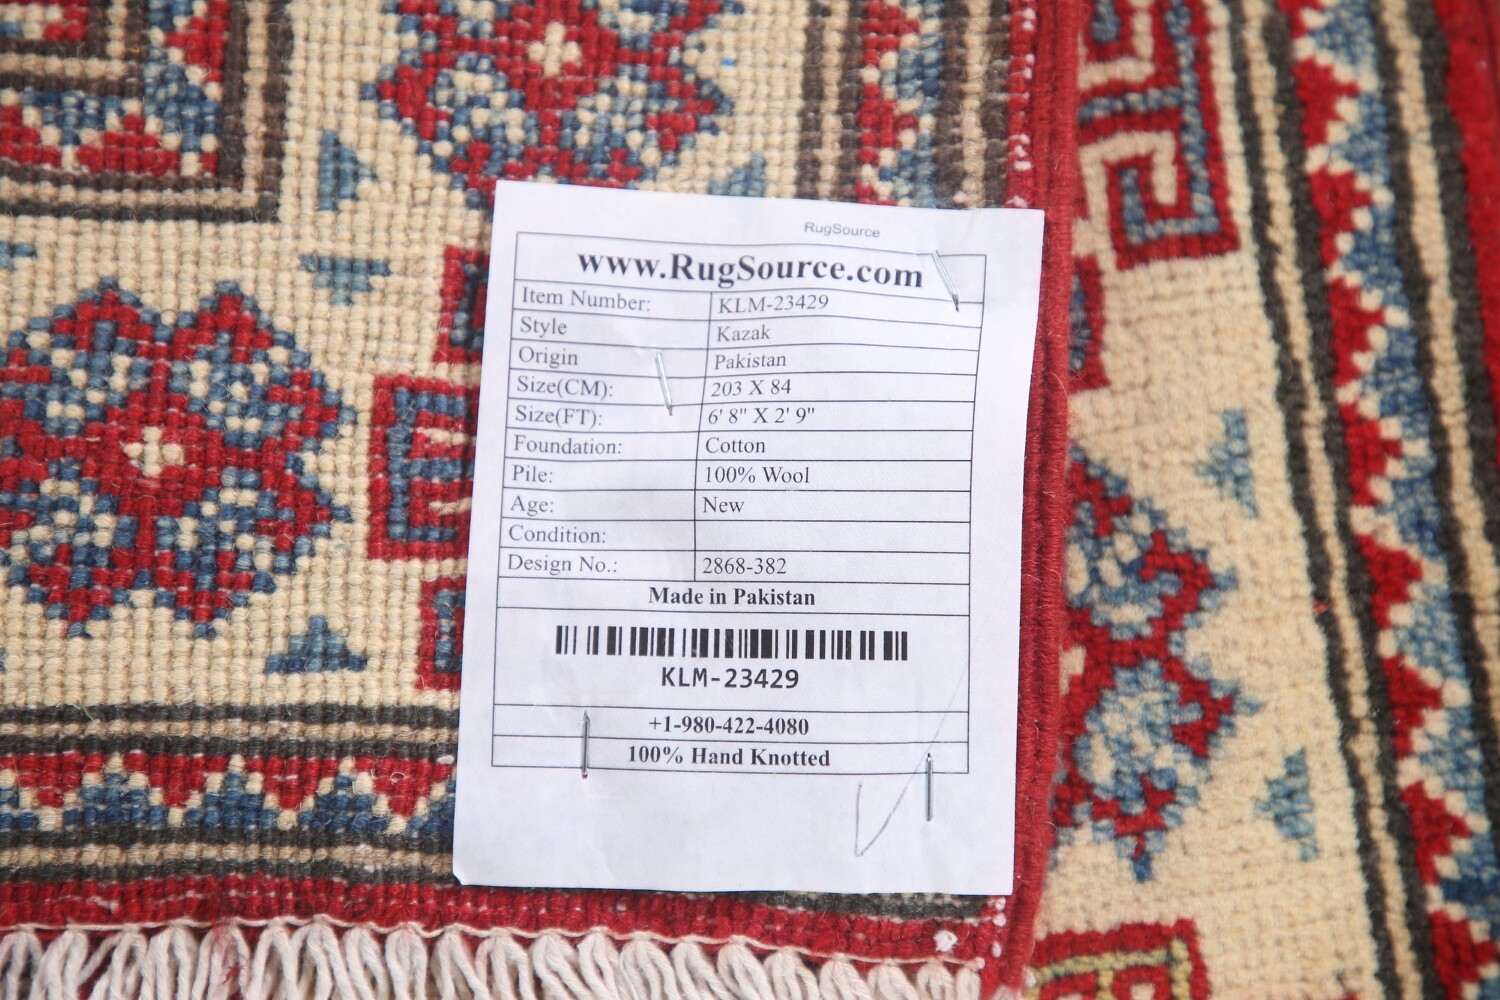 RugSource
www.RugSource.com
Item Number: KLM-23429
Style Kazak
Origin Pakistan
Size(CM): 203 X 84
Size(FT): 6' 8" X 2' 9"
Foundation: Cotton
Pile: 100% Wool
Age: New
Condition:
Design No.: 2868-382
Made in Pakistan
KLM-23429
+1-980-422-4080
100% Hand Knotted